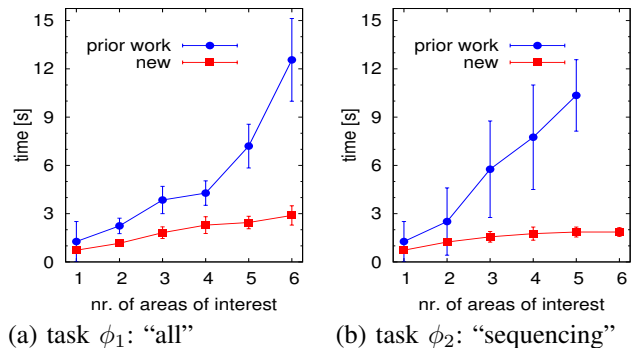 prior work
new
time [s]
15
12
9
6
3
0
1 2 3 4 5 6
nr. of areas of interest
(a) task ϕ₁: “all”
prior work
new
time [s]
15
12
9
6
3
0
1 2 3 4 5 6
nr. of areas of interest
(b) task ϕ₂: “sequencing”